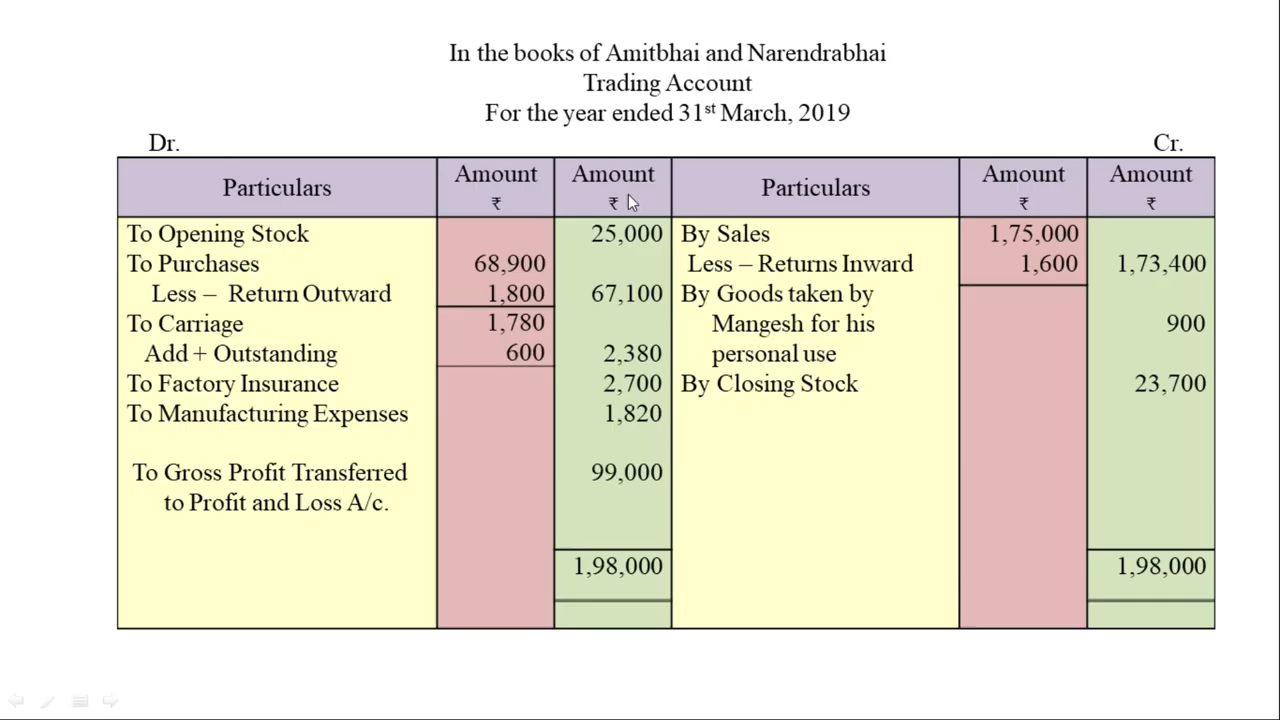 In the books of Amitbhai and Narendrabhai
Trading Account
For the year ended 31st March, 2019
Dr. Cr.
Particulars Amount ₹ Amount ₹ Particulars Amount ₹ Amount ₹
To Opening Stock 25,000 By Sales 1,75,000
To Purchases 68,900 Less – Returns Inward 1,600 1,73,400
Less – Return Outward 1,800 67,100 By Goods taken by
To Carriage 1,780 Mangesh for his 900
Add + Outstanding 600 2,380 personal use
To Factory Insurance 2,700 By Closing Stock 23,700
To Manufacturing Expenses 1,820
To Gross Profit Transferred 99,000
to Profit and Loss A/c.
1,98,000 1,98,000